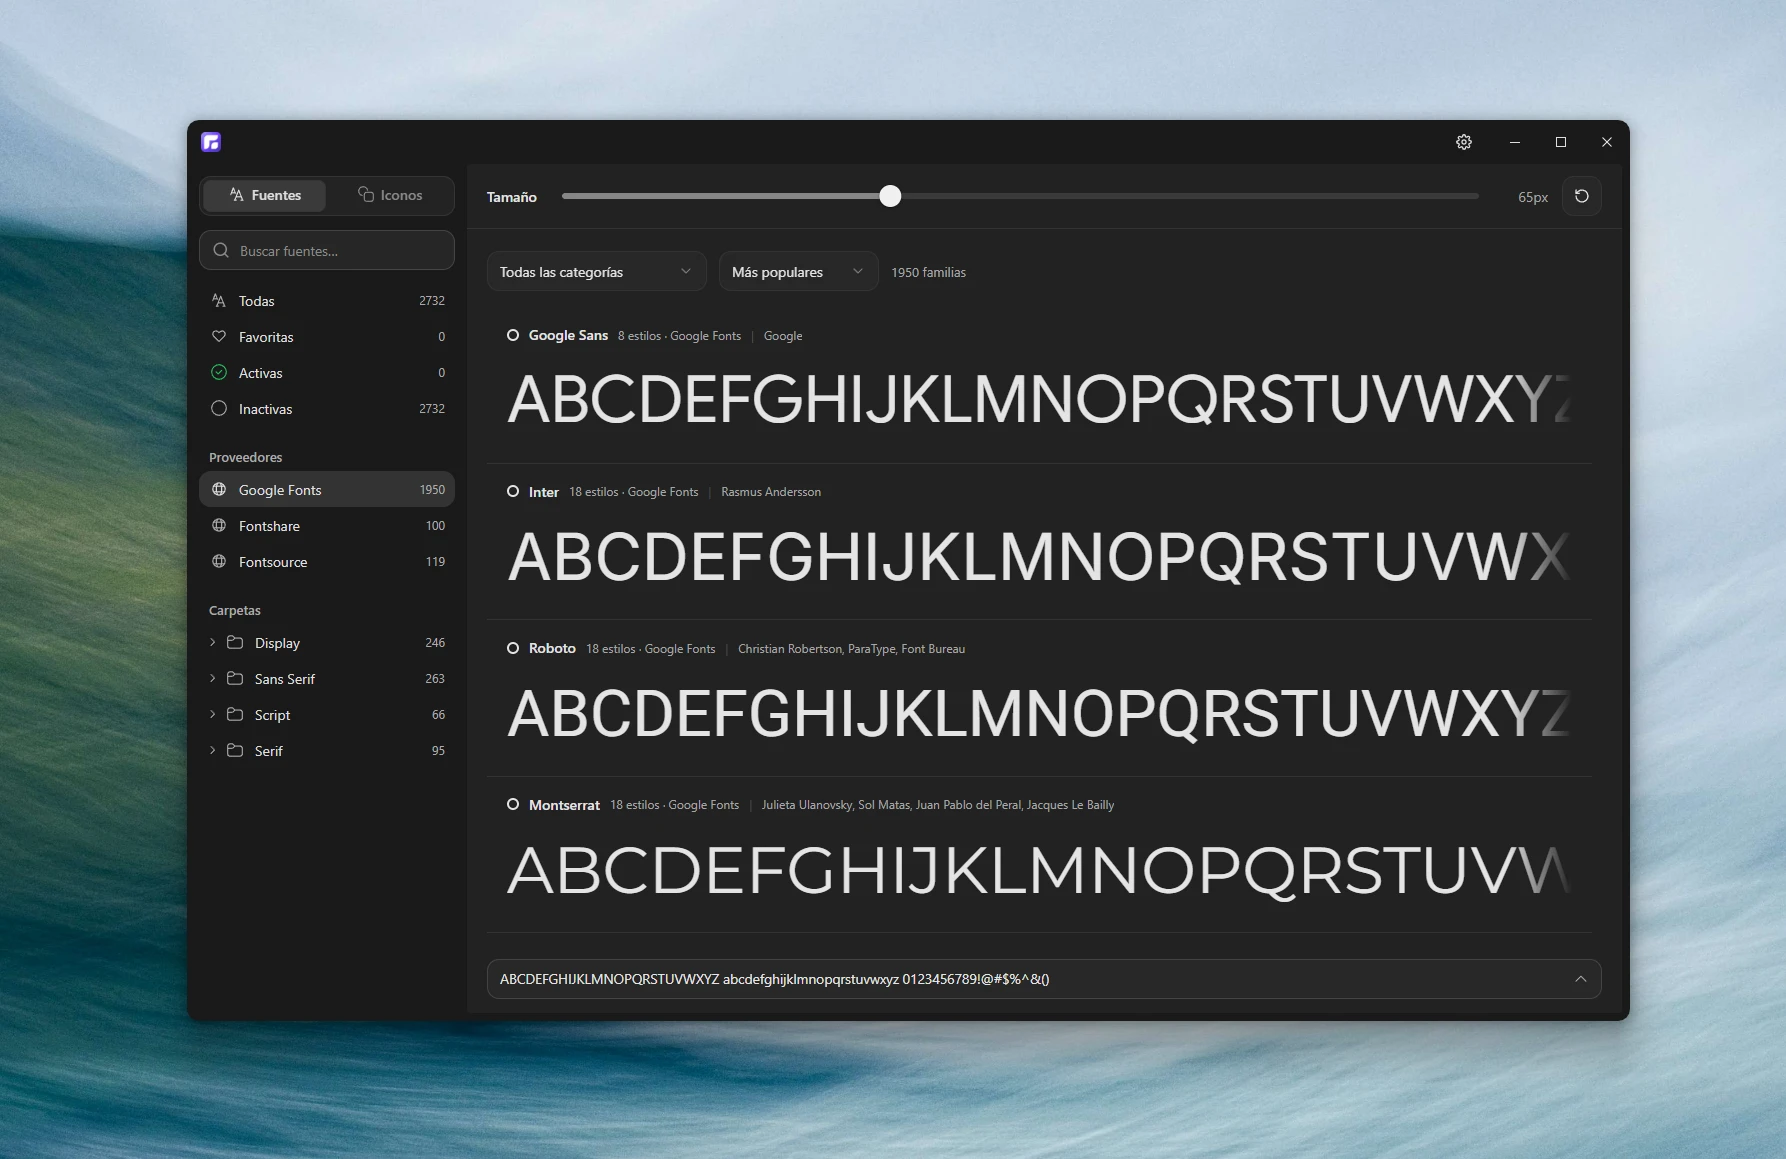 Fuentes
Iconos
Buscar fuentes...
Todas 2732
Favoritas 0
Activas 0
Inactivas 2732
Proveedores
Google Fonts 1950
Fontshare 100
Fontsource 119
Carpetas
Display 246
Sans Serif 263
Script 66
Serif 95
Tamaño 65px
Todas las categorías Más populares 1950 familias
Google Sans 8 estilos · Google Fonts | Google
ABCDEFGHIJKLMNOPQRSTUVWXYZ
Inter 18 estilos · Google Fonts | Rasmus Andersson
ABCDEFGHIJKLMNOPQRSTUVWX
Roboto 18 estilos · Google Fonts | Christian Robertson, ParaType, Font Bureau
ABCDEFGHIJKLMNOPQRSTUVWXYZ
Montserrat 18 estilos · Google Fonts | Julieta Ulanovsky, Sol Matas, Juan Pablo del Peral, Jacques Le Bailly
ABCDEFGHIJKLMNOPQRSTUVW
ABCDEFGHIJKLMNOPQRSTUVWXYZ abcdefghijklmnopqrstuvwxyz 0123456789!@#$%^&()